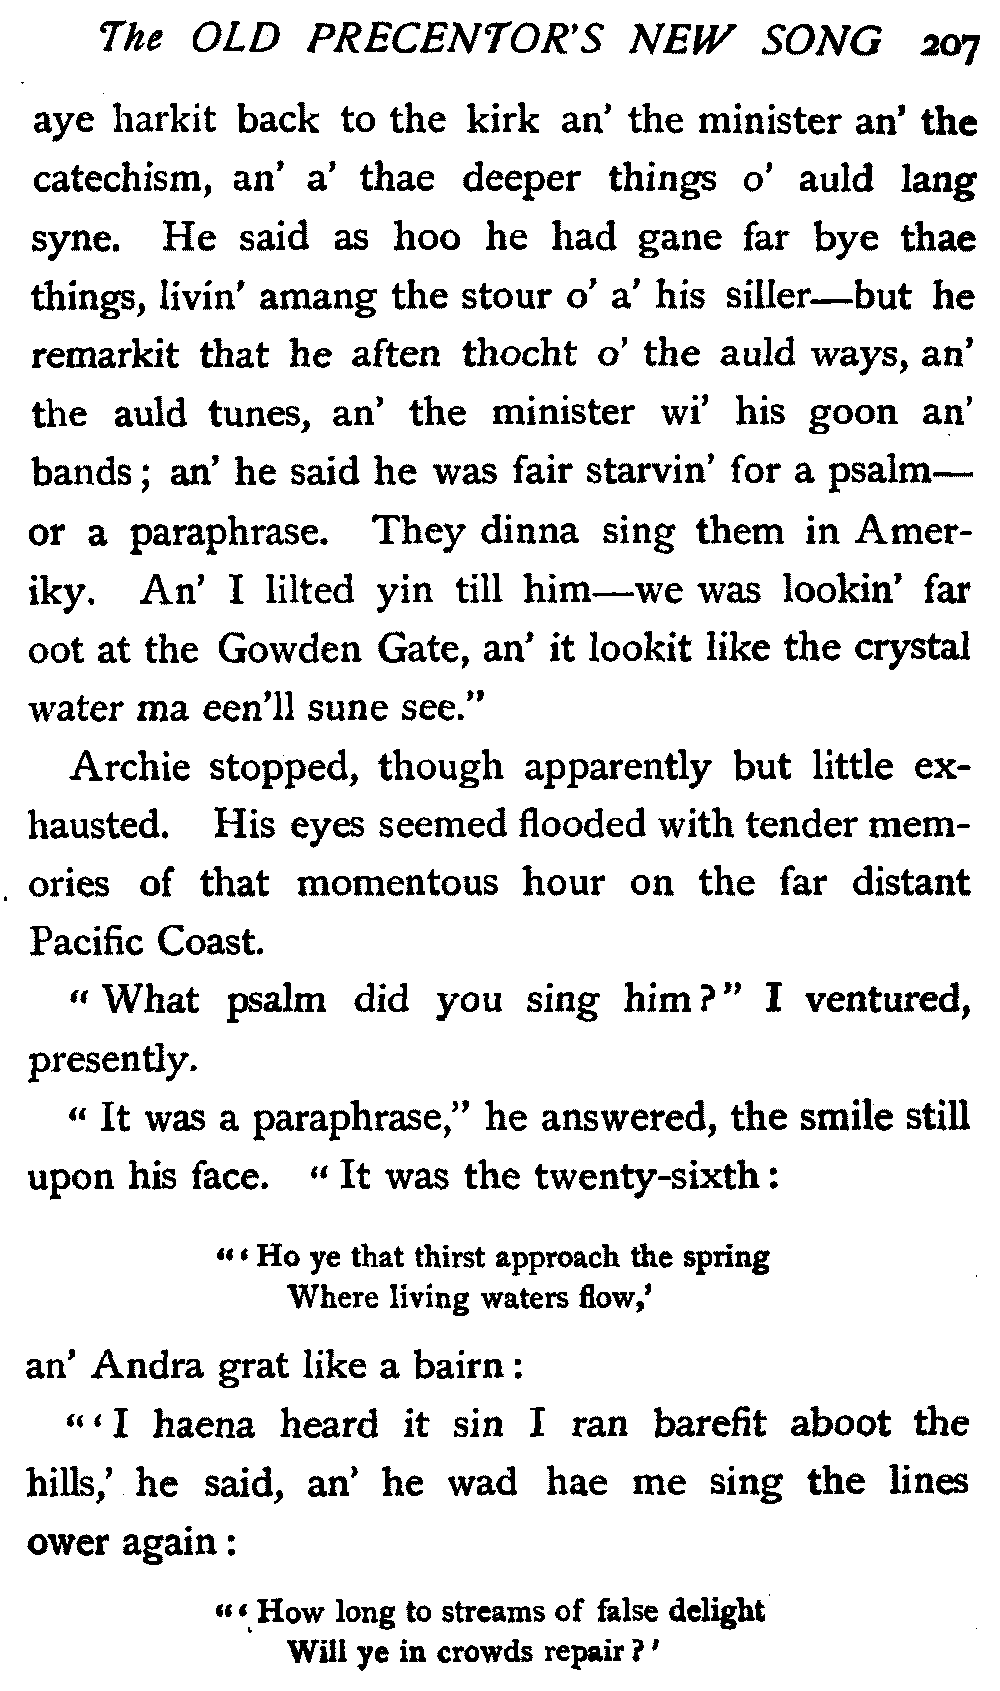 The OLD PRECENTOR'S NEW SONG 207
aye harkit back to the kirk an' the minister an' the
catechism, an' a' thae deeper things o' auld lang
syne. He said as hoo he had gane far bye thae
things, livin' amang the stour o' a' his siller—but he
remarkit that he aften thocht o' the auld ways, an'
the auld tunes, an' the minister wi' his goon an'
bands; an' he said he was fair starvin' for a psalm—
or a paraphrase. They dinna sing them in Amer-
iky. An' I lilted yin till him—we was lookin' far
oot at the Gowden Gate, an' it lookit like the crystal
water ma een'll sune see."
Archie stopped, though apparently but little ex-
hausted. His eyes seemed flooded with tender mem-
ories of that momentous hour on the far distant
Pacific Coast.
"What psalm did you sing him?" I ventured,
presently.
"It was a paraphrase," he answered, the smile still
upon his face. "It was the twenty-sixth:
"'Ho ye that thirst approach the spring
Where living waters flow,'
an' Andra grat like a bairn:
"'I haena heard it sin I ran barefit aboot the
hills,' he said, an' he wad hae me sing the lines
ower again:
"'How long to streams of false delight
Will ye in crowds repair?'